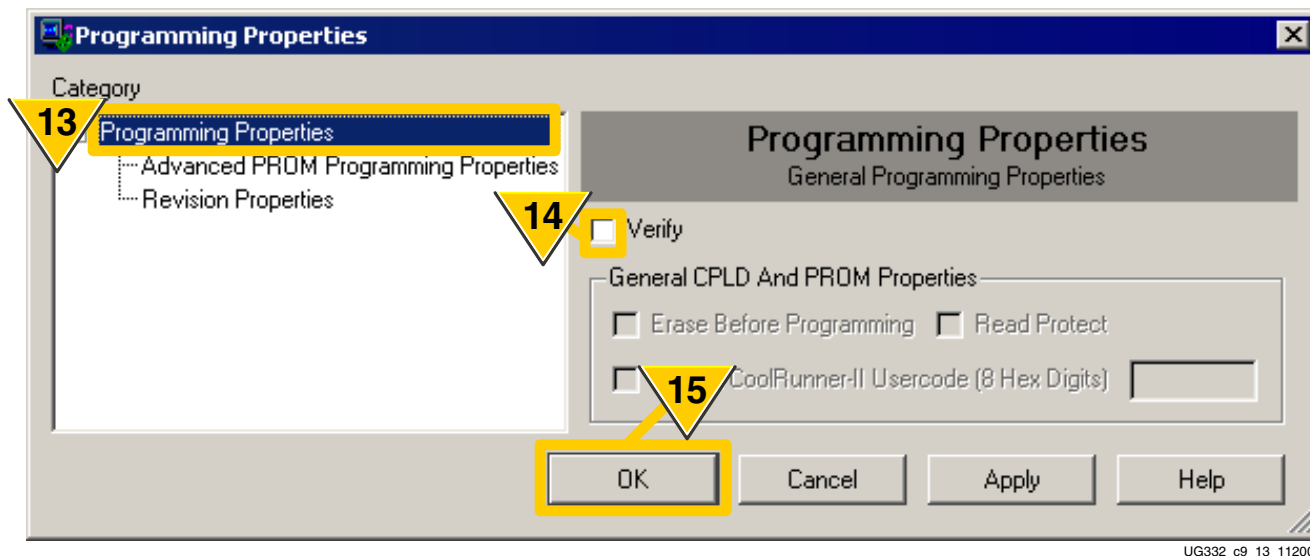 Programming Properties
Category
13
Programming Properties
Advanced PROM Programming Properties
Revision Properties
Programming Properties
General Programming Properties
14
Verify
General CPLD And PROM Properties
Erase Before Programming Read Protect
CoolRunner-II Usercode (8 Hex Digits)
15
OK Cancel Apply Help